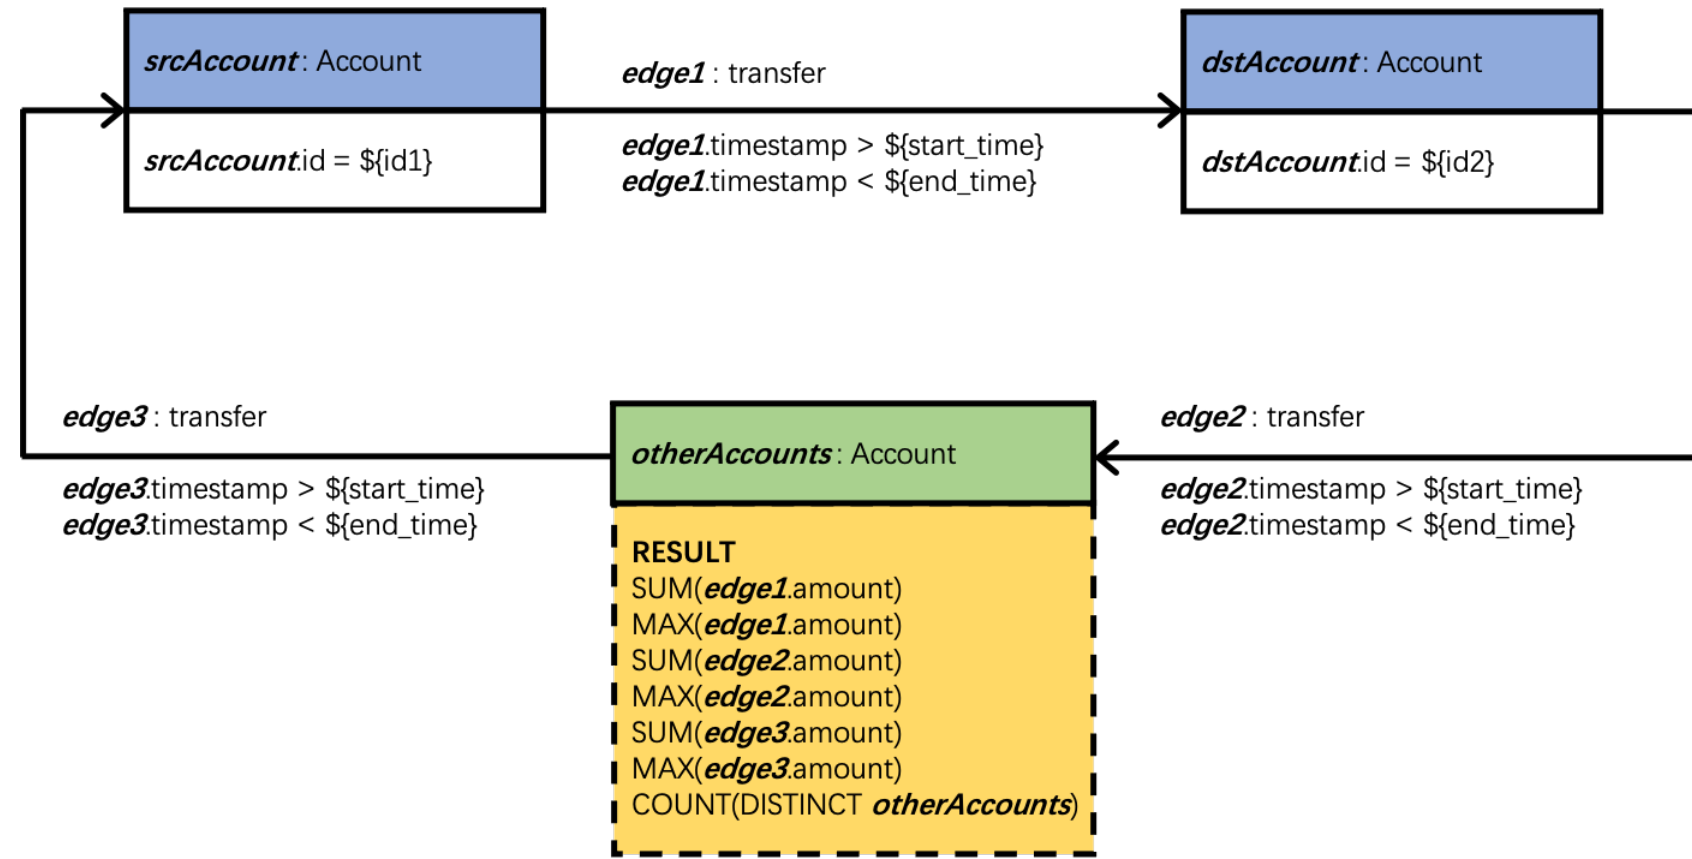 srcAccount : Account
srcAccount.id = ${id1}
edge1 : transfer
edge1.timestamp > ${start_time}
edge1.timestamp < ${end_time}
dstAccount : Account
dstAccount.id = ${id2}
edge3 : transfer
edge3.timestamp > ${start_time}
edge3.timestamp < ${end_time}
otherAccounts : Account
RESULT
SUM(edge1.amount)
MAX(edge1.amount)
SUM(edge2.amount)
MAX(edge2.amount)
SUM(edge3.amount)
MAX(edge3.amount)
COUNT(DISTINCT otherAccounts)
edge2 : transfer
edge2.timestamp > ${start_time}
edge2.timestamp < ${end_time}